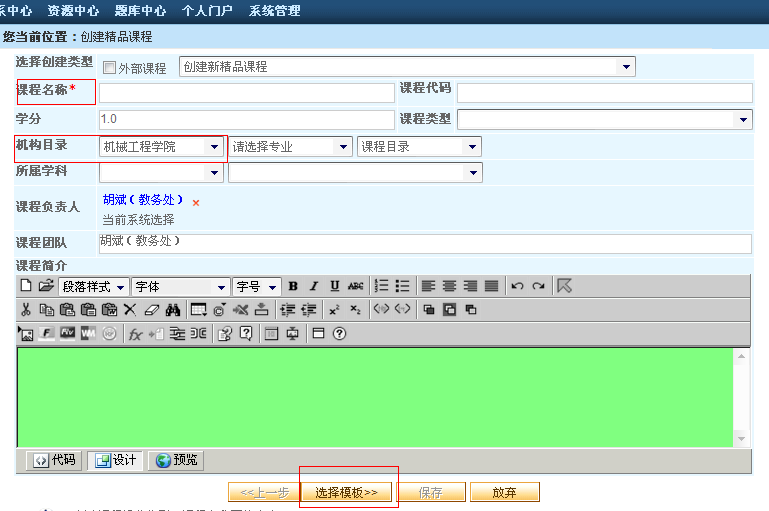 系中心 资源中心 题库中心 个人门户 系统管理
您当前位置：创建精品课程
选择创建类型 外部课程 创建新精品课程
课程名称* 课程代码
学分 1.0 课程类型
机构目录 机械工程学院 请选择专业 课程目录
所属学科
课程负责人 胡斌（教务处）
当前系统选择
课程团队 胡斌（教务处）
课程简介
段落样式 字体 字号 B I U ABC
代码 设计 预览
<<上一步 选择模板>> 保存 放弃